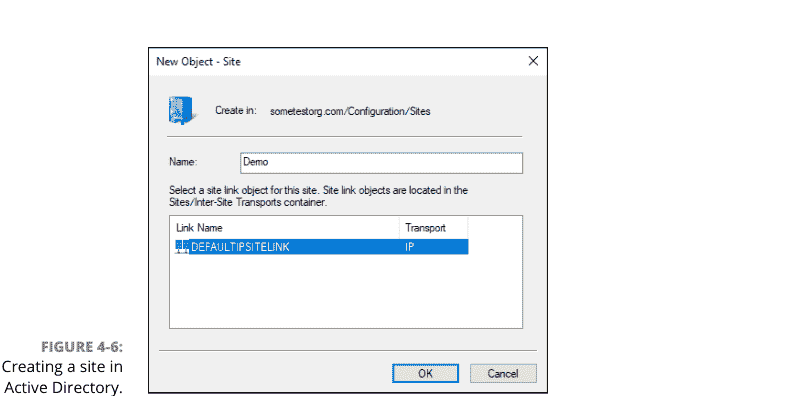 New Object - Site
Create in: sometestorg.com/Configuration/Sites
Name: Demo
Select a site link object for this site. Site link objects are located in the
Sites/Inter-Site Transports container.
Link Name Transport
DEFAULTIPSITELINK IP
OK Cancel
FIGURE 4-6:
Creating a site in
Active Directory.